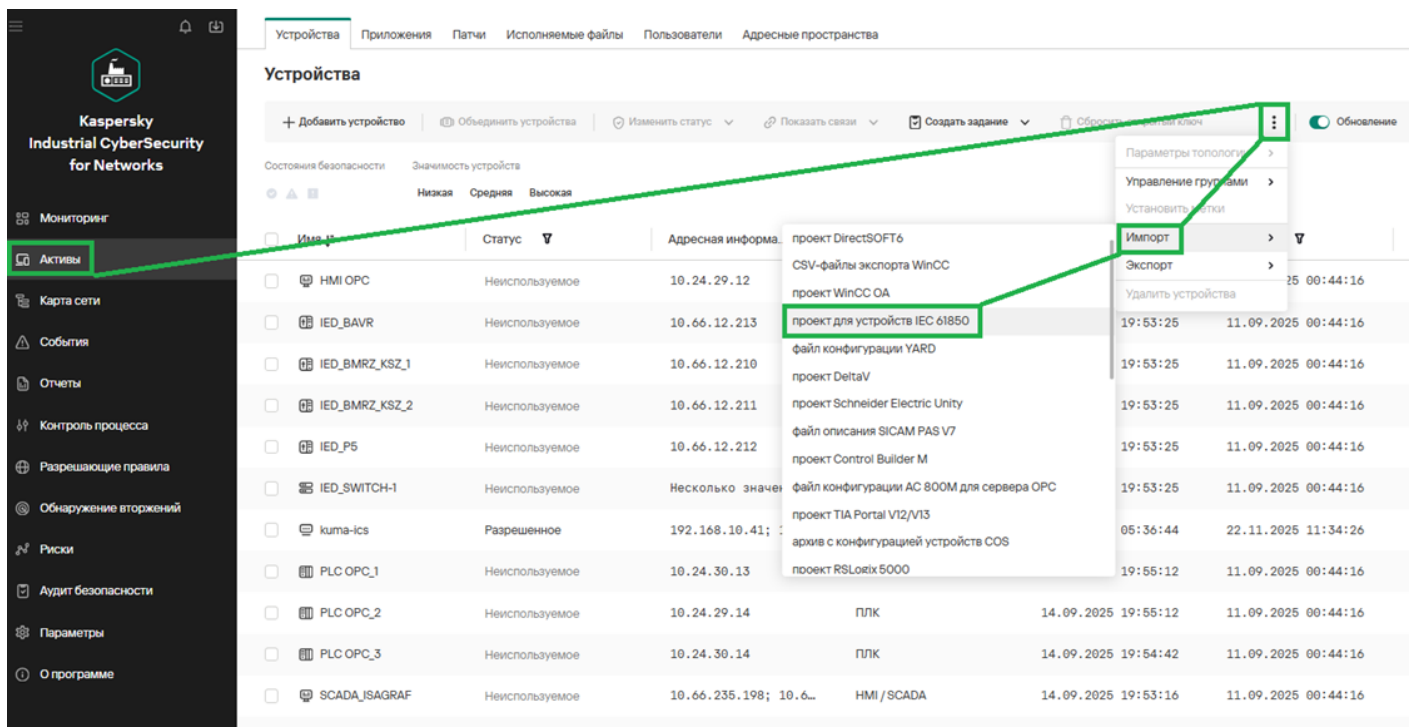 Устройства Приложения Патчи Исполняемые файлы Пользователи Адресные пространства
Kaspersky
Industrial CyberSecurity
for Networks
Мониторинг
Активы
Карта сети
События
Отчеты
Контроль процесса
Разрешающие правила
Обнаружение вторжений
Риски
Аудит безопасности
Параметры
О программе
Устройства
+ Добавить устройство Объединить устройства Изменить статус Показать связи Создать задание Сбросить ключ Обновление
Состояния безопасности Значимость устройств
Низкая Средняя Высокая
Имя Статус Адресная информа...
HMI OPC Неиспользуемое 10.24.29.12 25 00:44:16
IED_BAVR Неиспользуемое 10.66.12.213 19:53:25 11.09.2025 00:44:16
IED_BMRZ_KSZ_1 Неиспользуемое 10.66.12.210 19:53:25 11.09.2025 00:44:16
IED_BMRZ_KSZ_2 Неиспользуемое 10.66.12.211 19:53:25 11.09.2025 00:44:16
IED_P5 Неиспользуемое 10.66.12.212 19:53:25 11.09.2025 00:44:16
IED_SWITCH-1 Неиспользуемое Несколько 19:53:25 11.09.2025 00:44:16
kuma-ics Разрешенное 192.168.10.41; 05:36:44 22.11.2025 11:34:26
PLC OPC_1 Неиспользуемое 10.24.30.13 19:55:12 11.09.2025 00:44:16
PLC OPC_2 Неиспользуемое 10.24.29.14 ПЛК 14.09.2025 19:55:12 11.09.2025 00:44:16
PLC OPC_3 Неиспользуемое 10.24.30.14 ПЛК 14.09.2025 19:54:42 11.09.2025 00:44:16
SCADA_ISAGRAF Неиспользуемое 10.66.235.198; 10.6… HMI / SCADA 14.09.2025 19:53:16 11.09.2025 00:44:16
Параметры топологии
Управление группами
Установить метки
Импорт
Экспорт
Удалить устройства
проект DirectSOFT6
CSV-файлы экспорта WinCC
проект WinCC OA
проект для устройств IEC 61850
файл конфигурации YARD
проект DeltaV
проект Schneider Electric Unity
файл описания SICAM PAS V7
проект Control Builder M
файл конфигурации AC 800M для сервера OPC
проект TIA Portal V12/V13
архив с конфигурацией устройств COS
проект RSLogix 5000